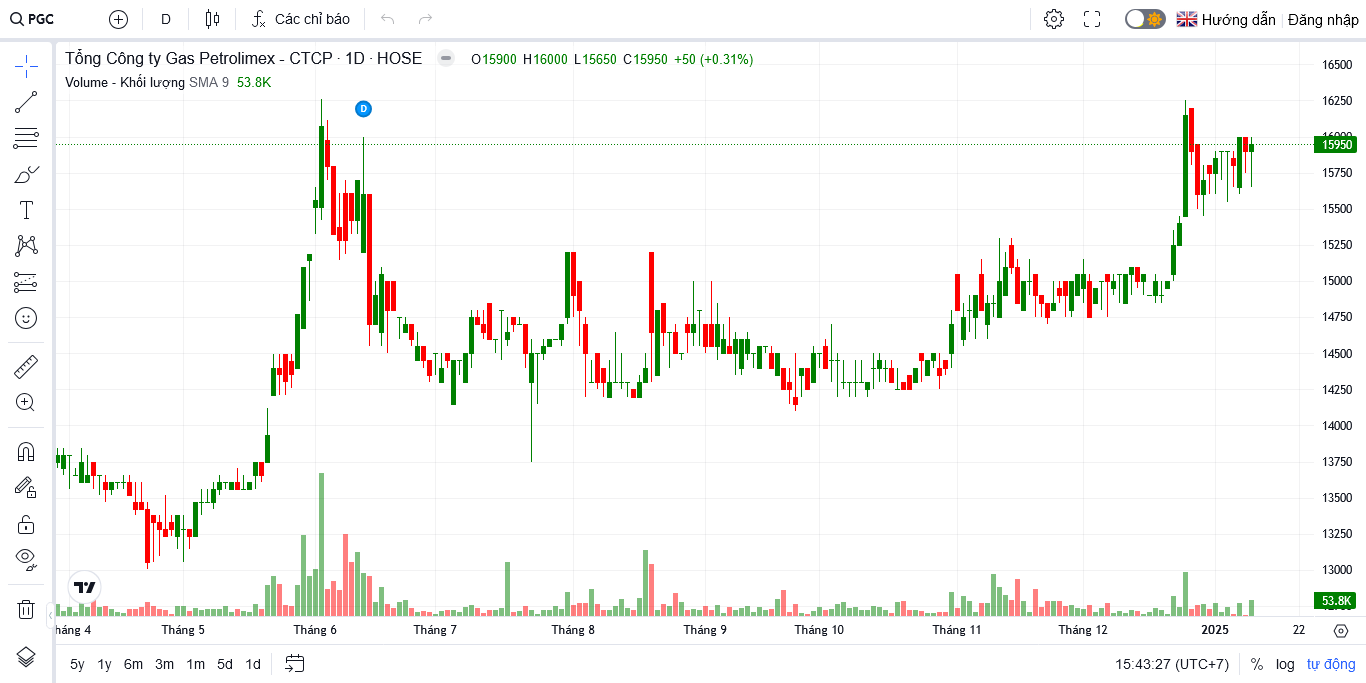 PGC D Các chỉ báo Hướng dẫn Đăng nhập
Tổng Công ty Gas Petrolimex - CTCP · 1D · HOSE O15900 H16000 L15650 C15950 +50 (+0.31%)
Volume - Khối lượng SMA 9 53.8K
D
16500
16250
16000
15950
15750
15500
15250
15000
14750
14500
14250
14000
13750
13500
13250
13000
53.8K
háng 4 Tháng 5 Tháng 6 Tháng 7 Tháng 8 Tháng 9 Tháng 10 Tháng 11 Tháng 12 2025 22
5y 1y 6m 3m 1m 5d 1d 15:43:27 (UTC+7) % log tự động